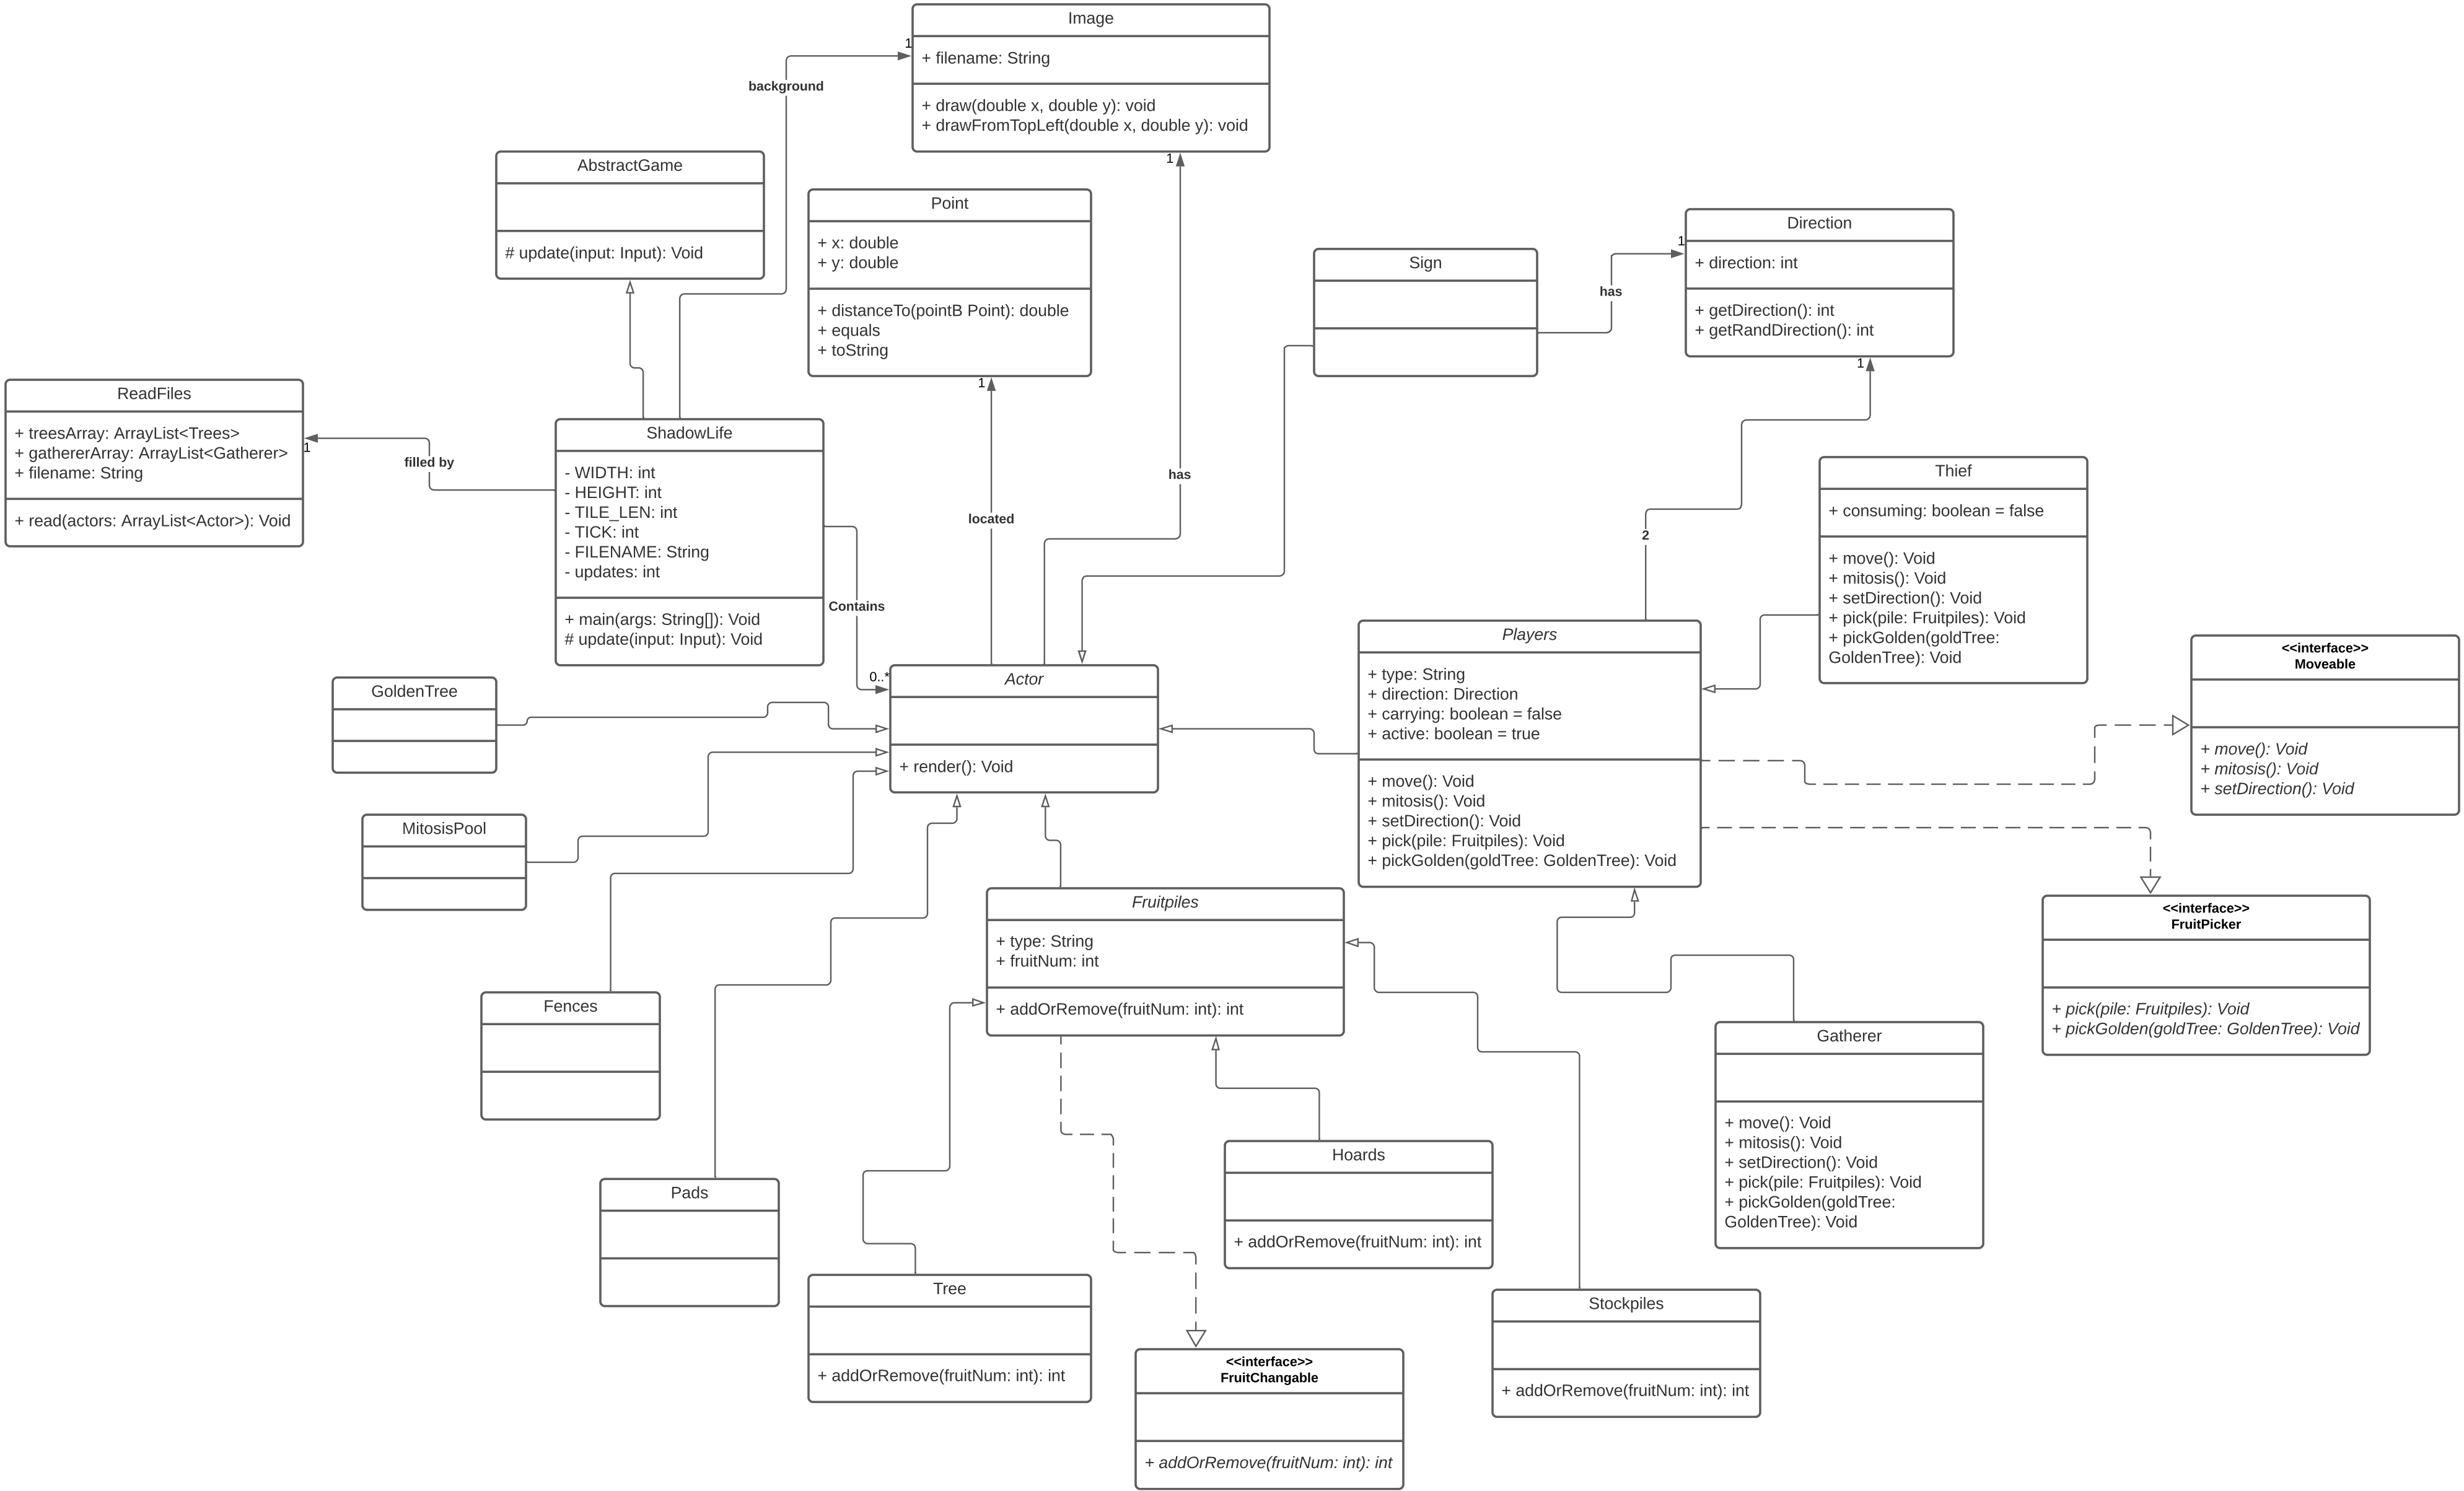 Image
+ filename: String
+ draw(double x, double y): void
+ drawFromTopLeft(double x, double y): void
1
background
1
AbstractGame
# update(input: Input): Void
Point
+ x: double
+ y: double
+ distanceTo(pointB Point): double
+ equals
+ toString
1
Sign
has
1
Direction
+ direction: int
+ getDirection(): int
+ getRandDirection(): int
1
ReadFiles
+ treesArray: ArrayList<Trees>
+ gathererArray: ArrayList<Gatherer>
+ filename: String
+ read(actors: ArrayList<Actor>): Void
1
filled by
ShadowLife
- WIDTH: int
- HEIGHT: int
- TILE_LEN: int
- TICK: int
- FILENAME: String
- updates: int
+ main(args: String[]): Void
# update(input: Input): Void
located
has
2
Contains
0..*
Thief
+ consuming: boolean = false
+ move(): Void
+ mitosis(): Void
+ setDirection(): Void
+ pick(pile: Fruitpiles): Void
+ pickGolden(goldTree:
GoldenTree): Void
GoldenTree
Actor
+ render(): Void
Players
+ type: String
+ direction: Direction
+ carrying: boolean = false
+ active: boolean = true
+ move(): Void
+ mitosis(): Void
+ setDirection(): Void
+ pick(pile: Fruitpiles): Void
+ pickGolden(goldTree: GoldenTree): Void
<<interface>>
Moveable
+ move(): Void
+ mitosis(): Void
+ setDirection(): Void
MitosisPool
Fruitpiles
+ type: String
+ fruitNum: int
+ addOrRemove(fruitNum: int): int
<<interface>>
FruitPicker
+ pick(pile: Fruitpiles): Void
+ pickGolden(goldTree: GoldenTree): Void
Fences
Gatherer
+ move(): Void
+ mitosis(): Void
+ setDirection(): Void
+ pick(pile: Fruitpiles): Void
+ pickGolden(goldTree:
GoldenTree): Void
Pads
Hoards
+ addOrRemove(fruitNum: int): int
Tree
+ addOrRemove(fruitNum: int): int
Stockpiles
+ addOrRemove(fruitNum: int): int
<<interface>>
FruitChangable
+ addOrRemove(fruitNum: int): int